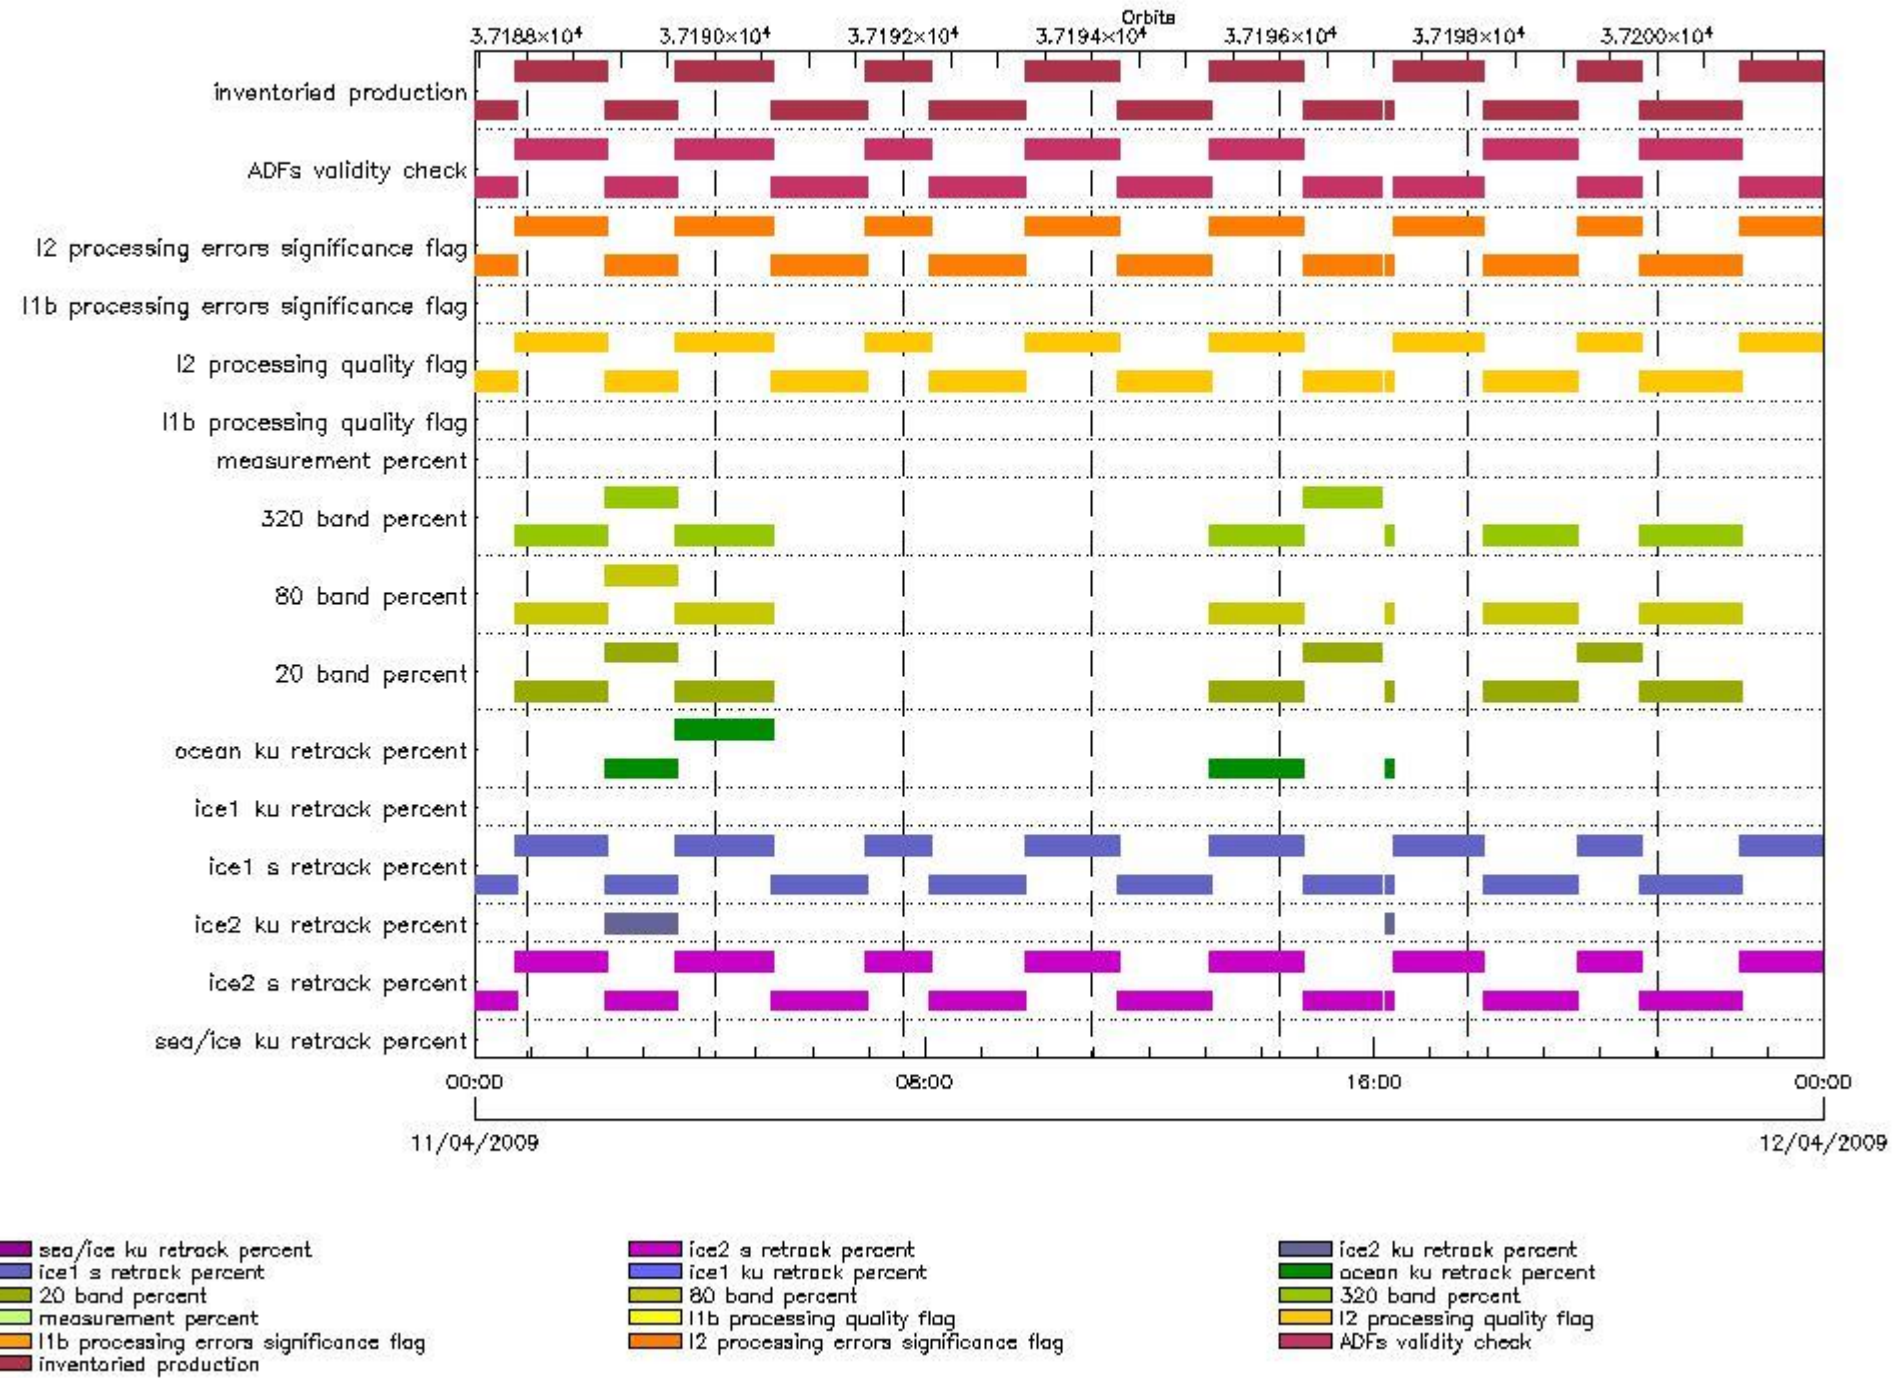 Orbits
3.7188×10⁴ 3.7190×10⁴ 3.7192×10⁴ 3.7194×10⁴ 3.7196×10⁴ 3.7198×10⁴ 3.7200×10⁴
inventoried production
ADFs validity check
l2 processing errors significance flag
l1b processing errors significance flag
l2 processing quality flag
l1b processing quality flag
measurement percent
320 band percent
80 band percent
20 band percent
ocean ku retrack percent
ice1 ku retrack percent
ice1 s retrack percent
ice2 ku retrack percent
ice2 s retrack percent
sea/ice ku retrack percent
00:00 08:00 16:00 00:00
11/04/2009 12/04/2009
sea/ice ku retrack percent ice2 s retrack percent ice2 ku retrack percent
ice1 s retrack percent ice1 ku retrack percent ocean ku retrack percent
20 band percent 80 band percent 320 band percent
measurement percent l1b processing quality flag l2 processing quality flag
l1b processing errors significance flag l2 processing errors significance flag ADFs validity check
inventoried production